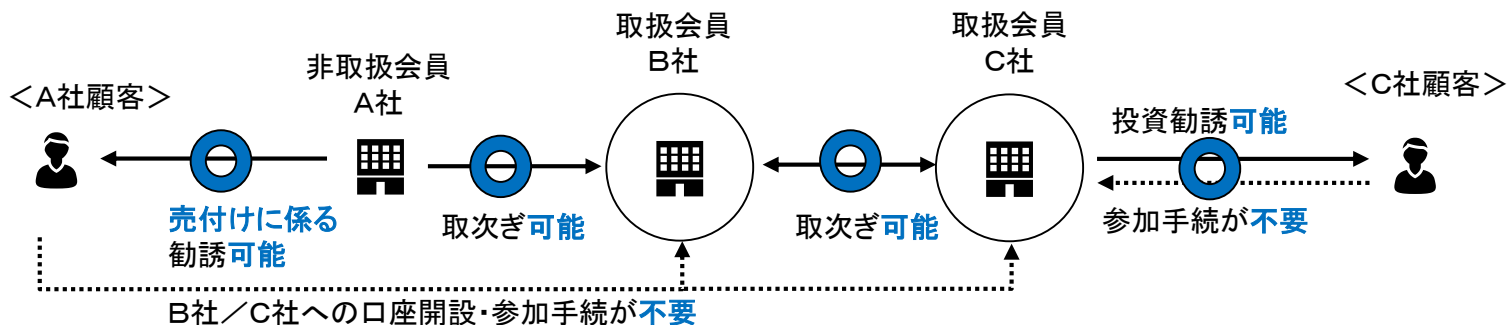 <A社顧客>
非取扱会員
A社
取扱会員
B社
取扱会員
C社
<C社顧客>
売付けに係る
勧誘可能
取次ぎ可能
取次ぎ可能
投資勧誘可能
参加手続が不要
B社/C社への口座開設・参加手続が不要